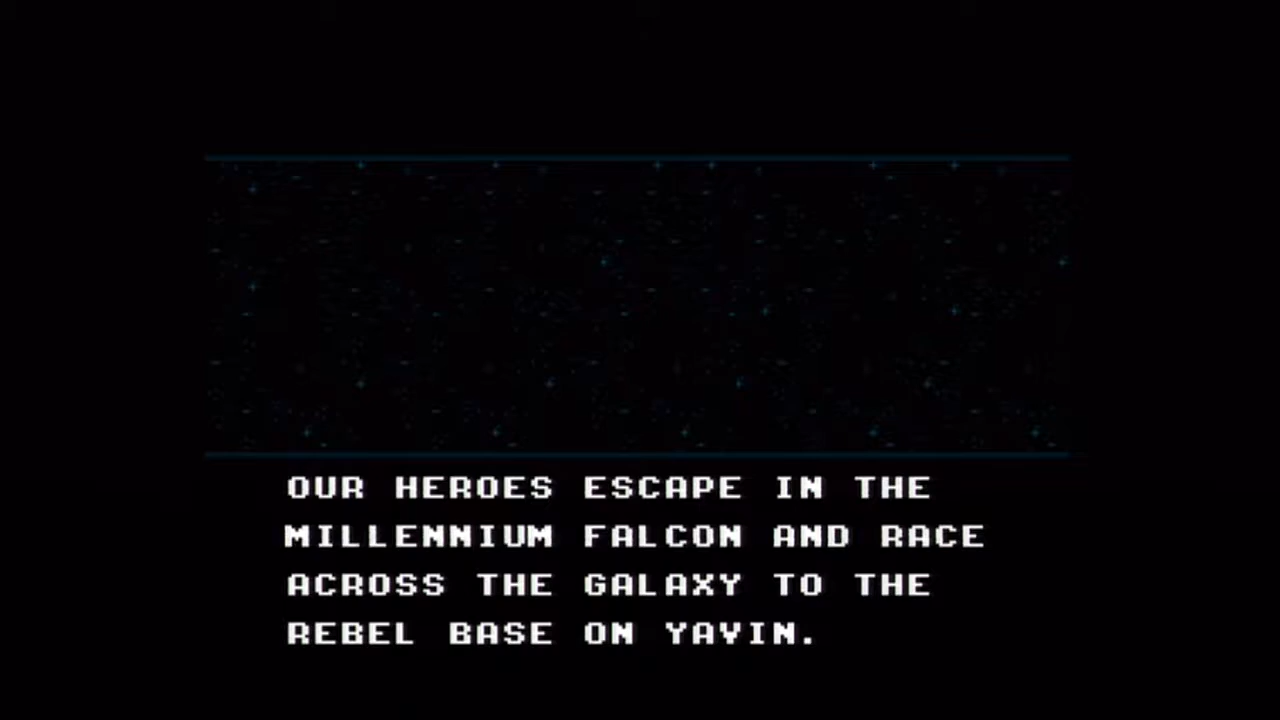 OUR HEROES ESCAPE IN THE
MILLENNIUM FALCON AND RACE
ACROSS THE GALAXY TO THE
REBEL BASE ON YAVIN.